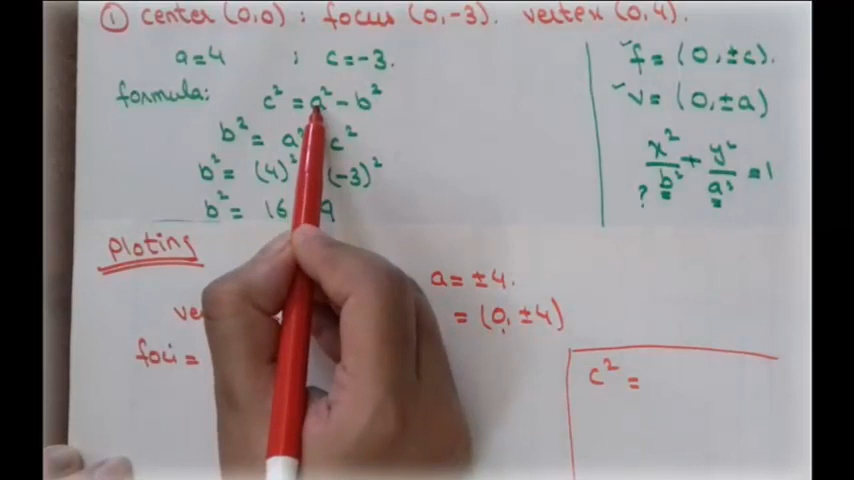 ① center (0,0) ; focus (0,-3). vertex (0,4).
a=4 ; c=-3.
formula: c² = a² - b²
b² = a² c²
b² = (4)² (-3)²
b² = 16 9
f = (0, ±c).
v = (0, ±a)
x²/b² + y²/a² = 1
?
ploting
a = ±4.
= (0, ±4)
foci =
c² =